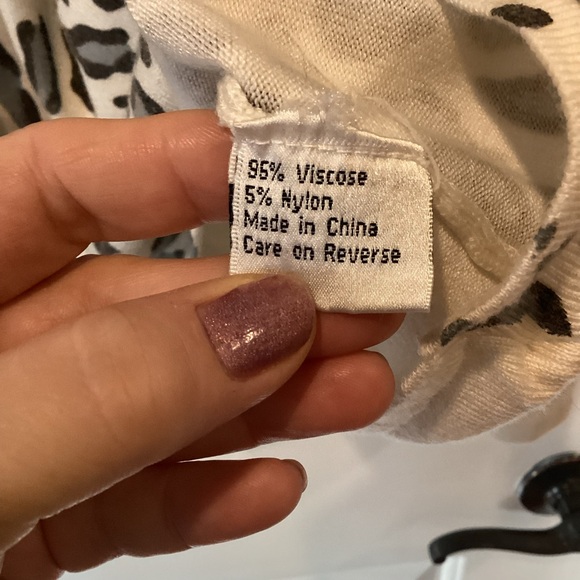 95% Viscose
5% Nylon
Made in China
Care on Reverse